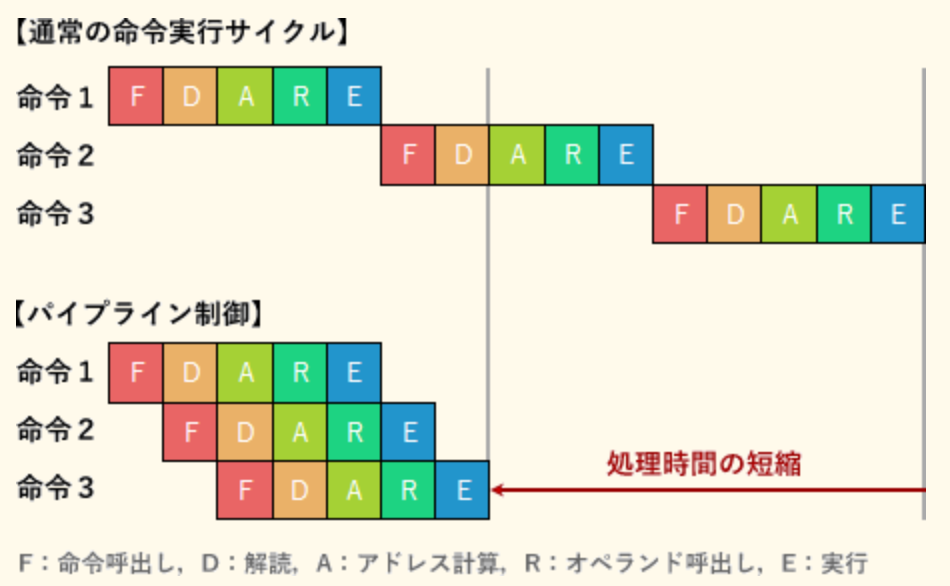 【通常の命令実行サイクル】
命令1 F D A R E
命令2 F D A R E
命令3 F D A R E
【パイプライン制御】
命令1 F D A R E
命令2 F D A R E
処理時間の短縮
命令3 F D A R E
F：命令呼出し，D：解読，A：アドレス計算，R：オペランド呼出し，E：実行